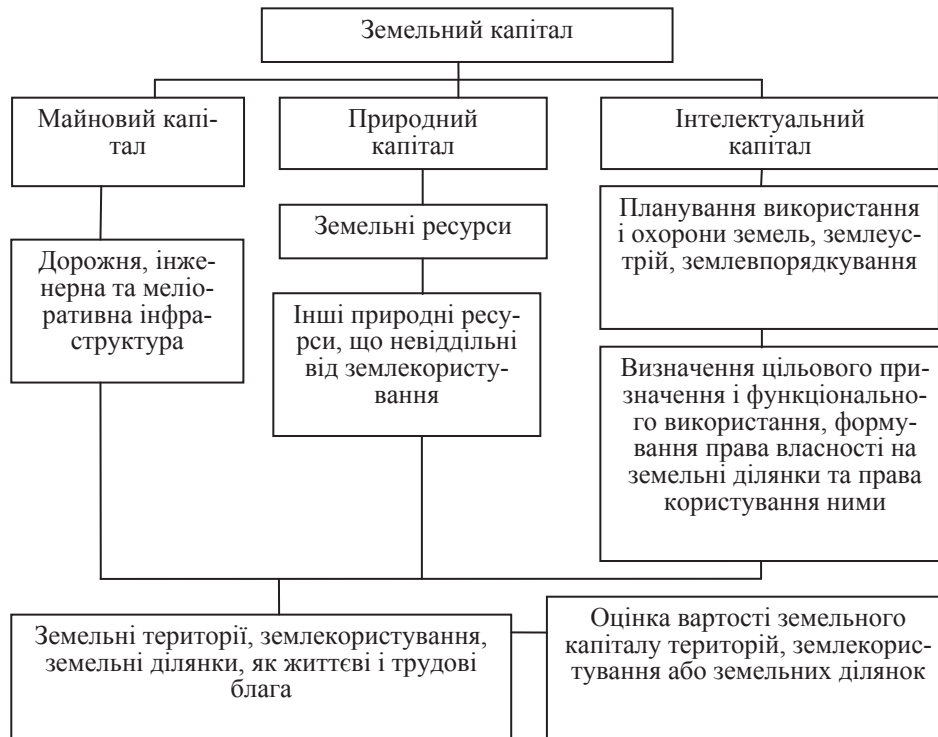 Земельний капітал
Майновий капі-
тал
Природний
капітал
Інтелектуальний
капітал
Земельні ресурси
Планування використання
і охорони земель, землеус-
трій, землевпорядкування
Дорожня, інже-
нерна та меліо-
ративна інфра-
структура
Інші природні ресу-
рси, що невіддільні
від землекористу-
вання
Визначення цільового при-
значення і функціонально-
го використання, форму-
вання права власності на
земельні ділянки та права
користування ними
Земельні території, землекористування,
земельні ділянки, як життєві і трудові
блага
Оцінка вартості земельного
капіталу територій, землекорис-
тування або земельних ділянок